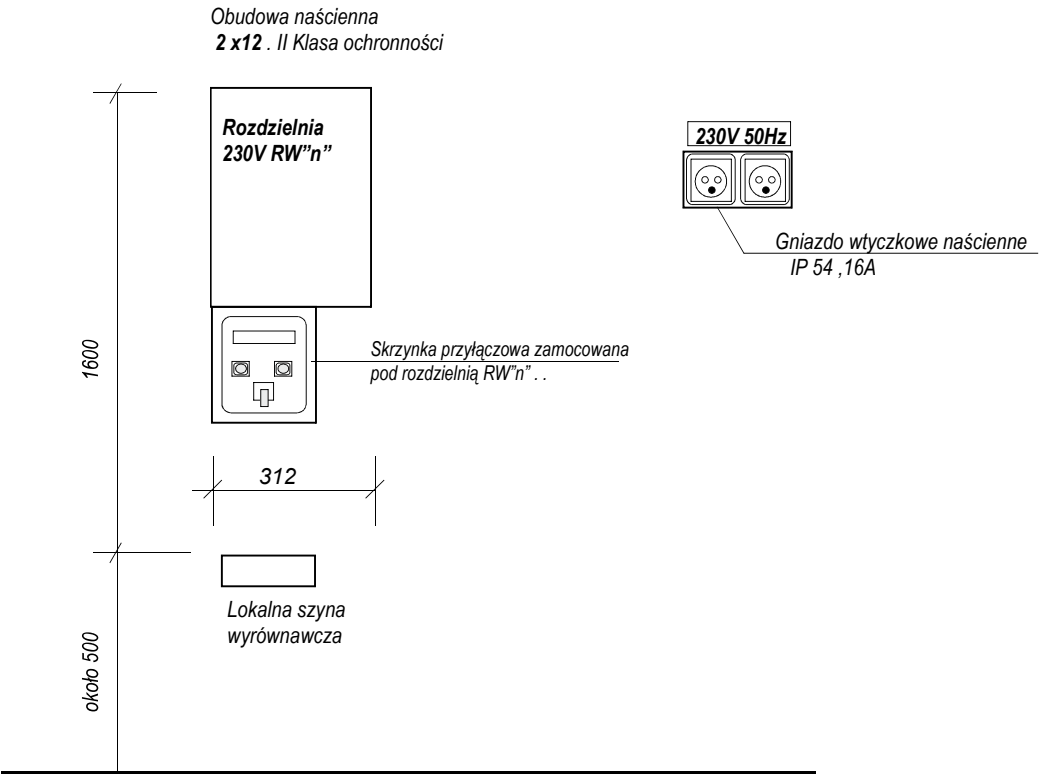 Obudowa naścienna
2 x12 . II Klasa ochronności
Rozdzielnia
230V RW”n”
230V 50Hz
Gniazdo wtyczkowe naścienne
IP 54 ,16A
1600
Skrzynka przyłączowa zamocowana
pod rozdzielnią RW”n” . .
312
Lokalna szyna
wyrównawcza
około 500